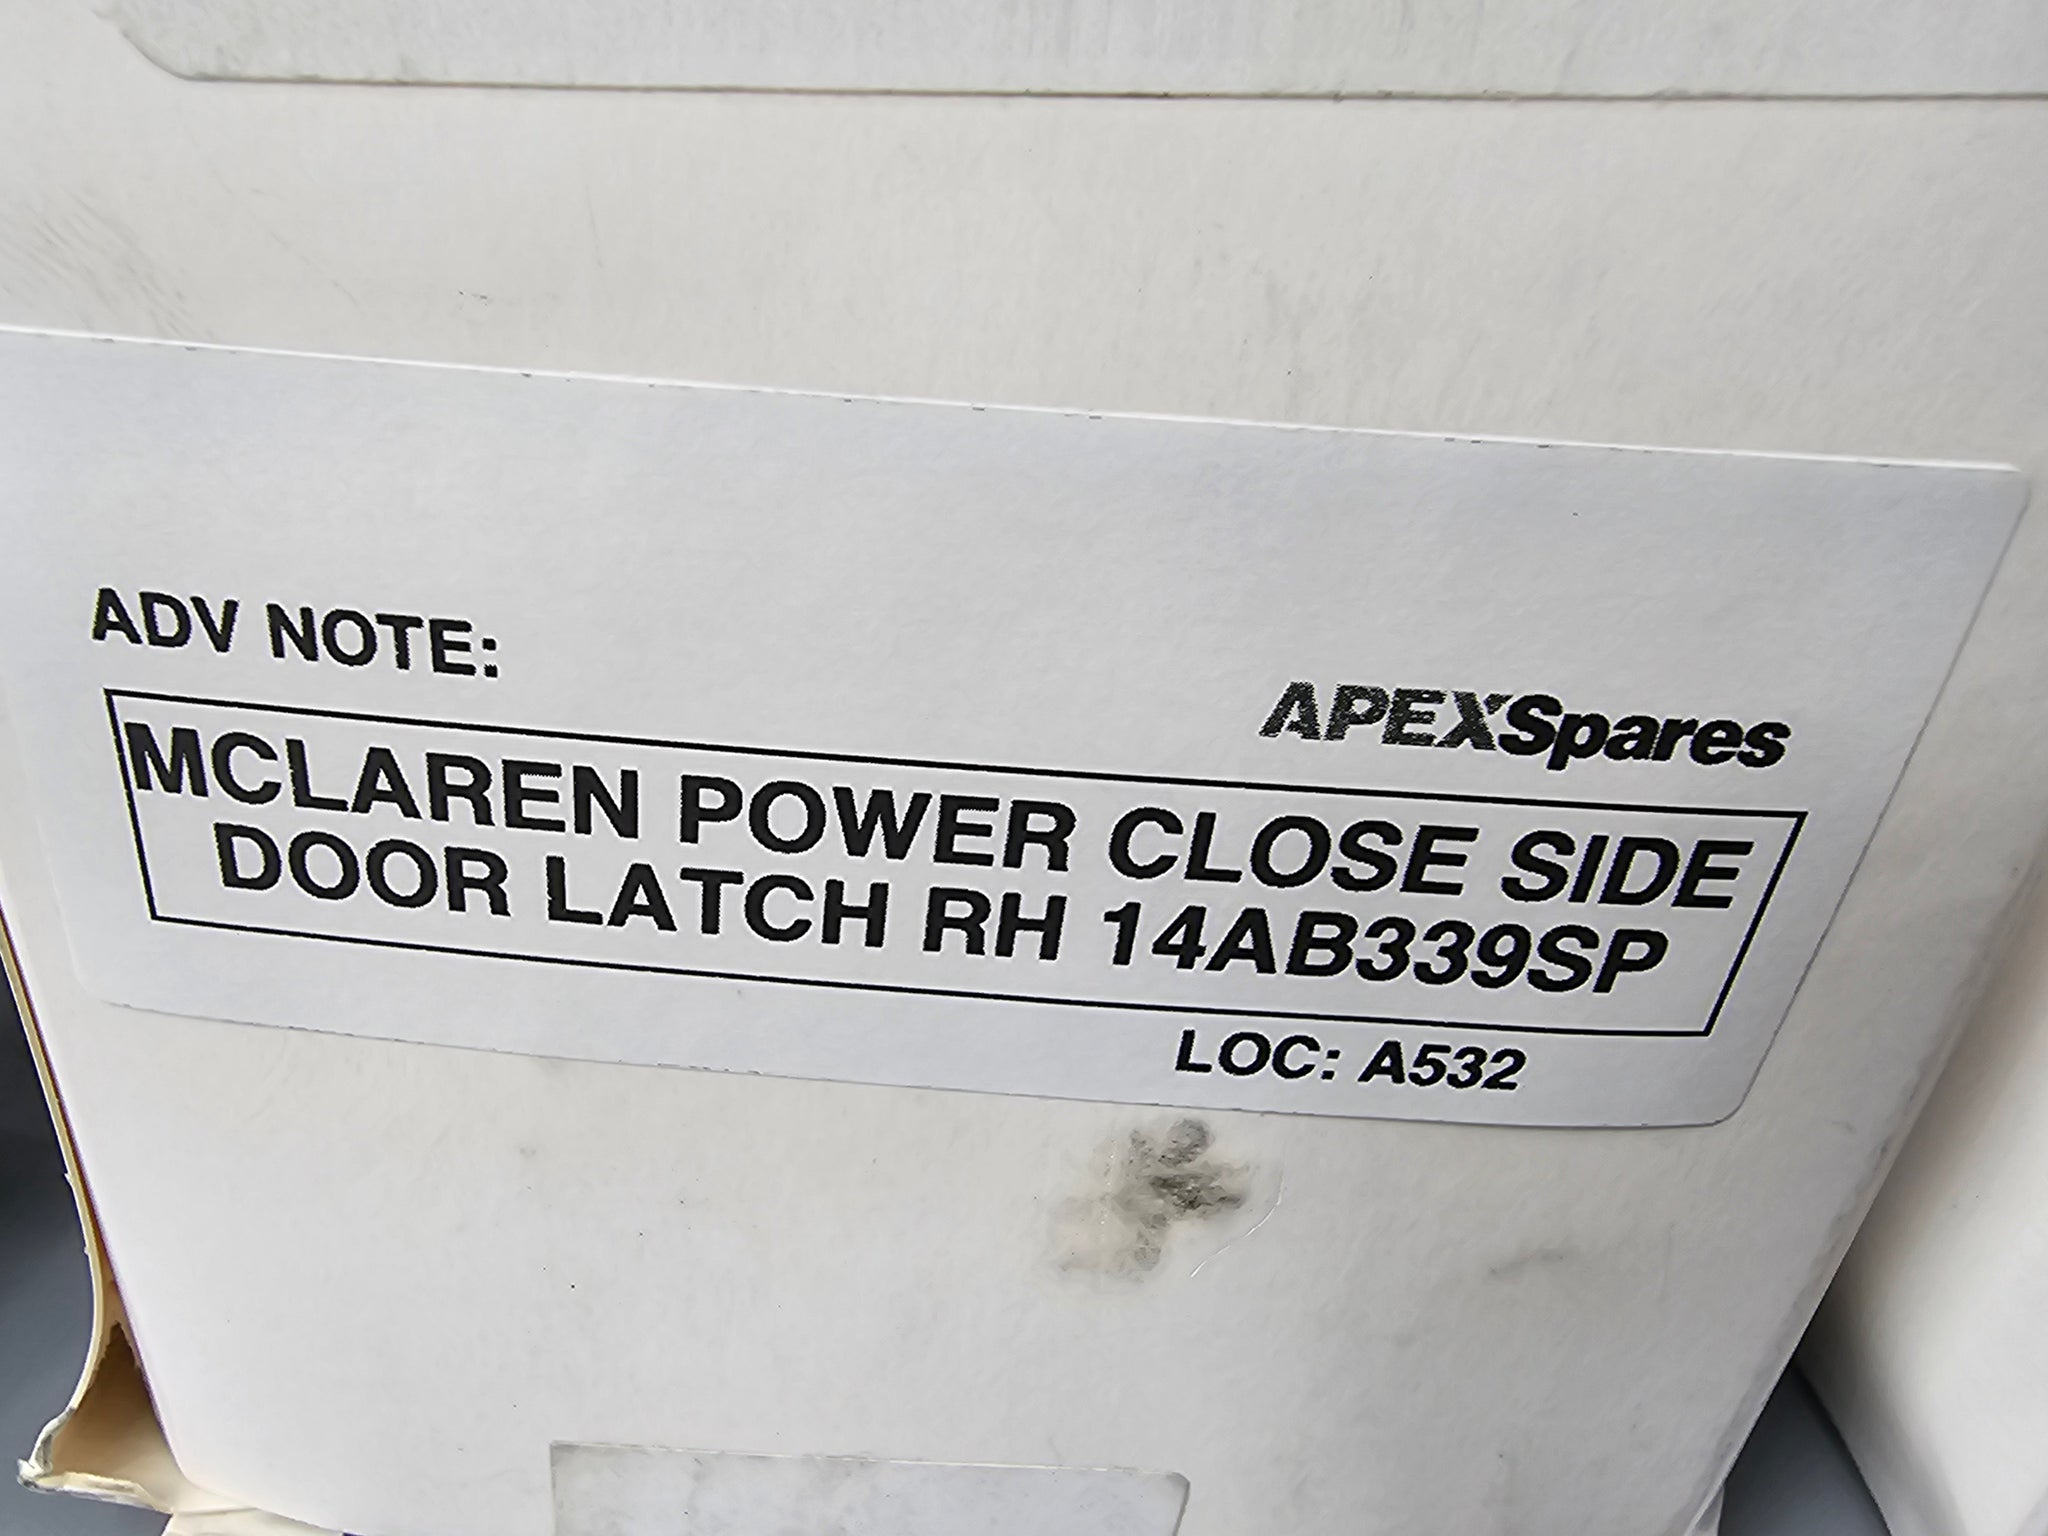 ADV NOTE:
APEXSpares
MCLAREN POWER CLOSE SIDE
DOOR LATCH RH 14AB339SP
LOC: A532